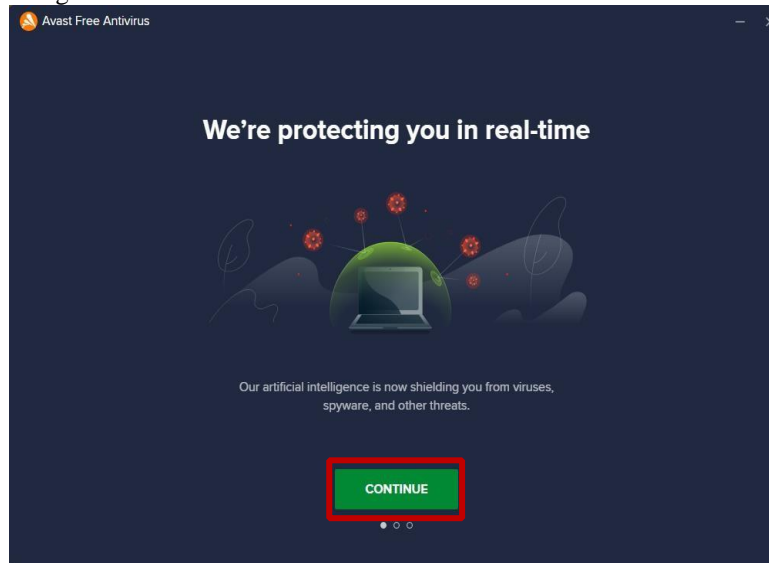 Avast Free Antivirus
We're protecting you in real-time
Our artificial intelligence is now shielding you from viruses,
spyware, and other threats.
CONTINUE